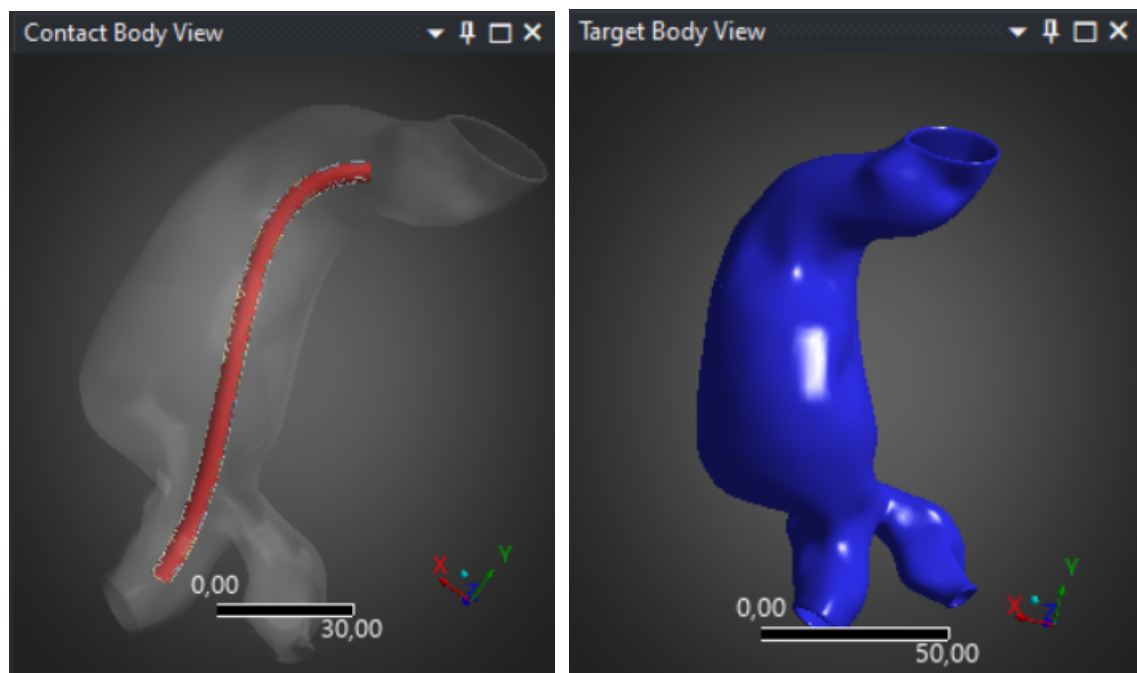 Contact Body View
X
Y
Z
0,00
30,00
Target Body View
Y
X
Z
0,00
50,00